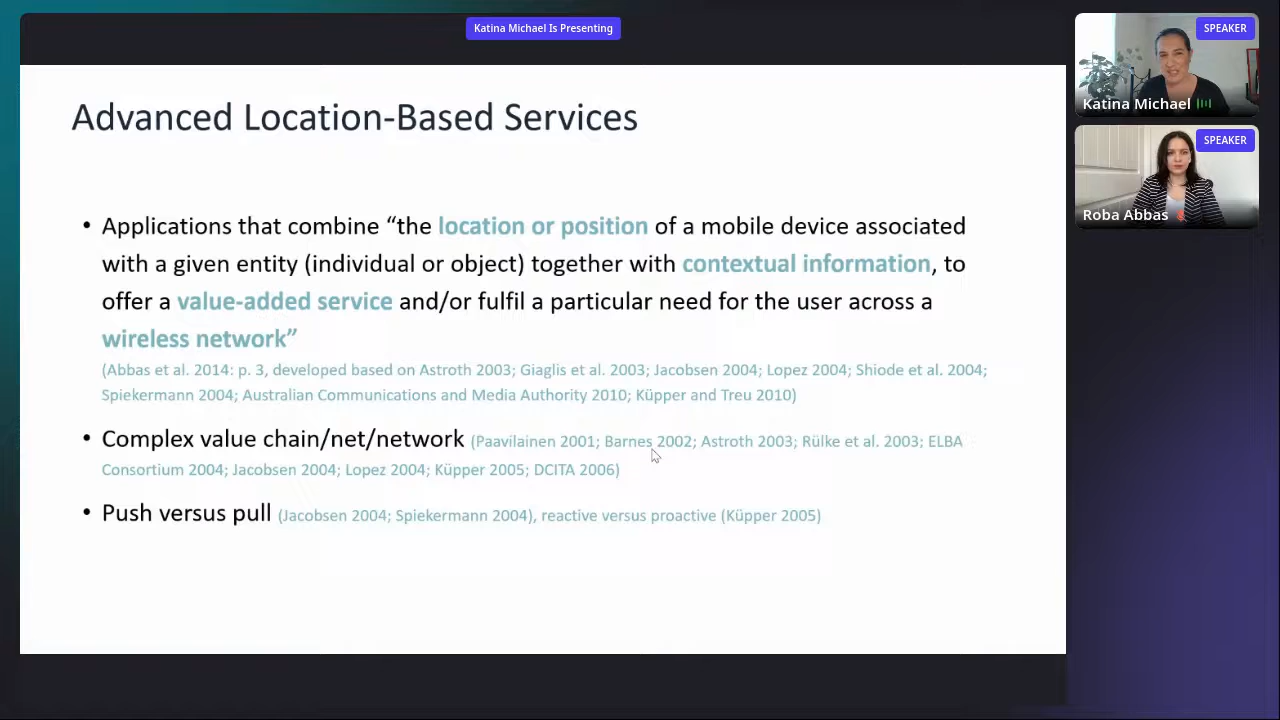 Katina Michael Is Presenting
SPEAKER
Katina Michael
SPEAKER
Roba Abbas
Advanced Location-Based Services
• Applications that combine “the location or position of a mobile device associated
with a given entity (individual or object) together with contextual information, to
offer a value-added service and/or fulfil a particular need for the user across a
wireless network”
(Abbas et al. 2014: p. 3, developed based on Astroth 2003; Giaglis et al. 2003; Jacobsen 2004; Lopez 2004; Shiode et al. 2004;
Spiekermann 2004; Australian Communications and Media Authority 2010; Küpper and Treu 2010)
• Complex value chain/net/network (Paavilainen 2001; Barnes 2002; Astroth 2003; Rülke et al. 2003; ELBA
Consortium 2004; Jacobsen 2004; Lopez 2004; Küpper 2005; DCITA 2006)
• Push versus pull (Jacobsen 2004; Spiekermann 2004), reactive versus proactive (Küpper 2005)